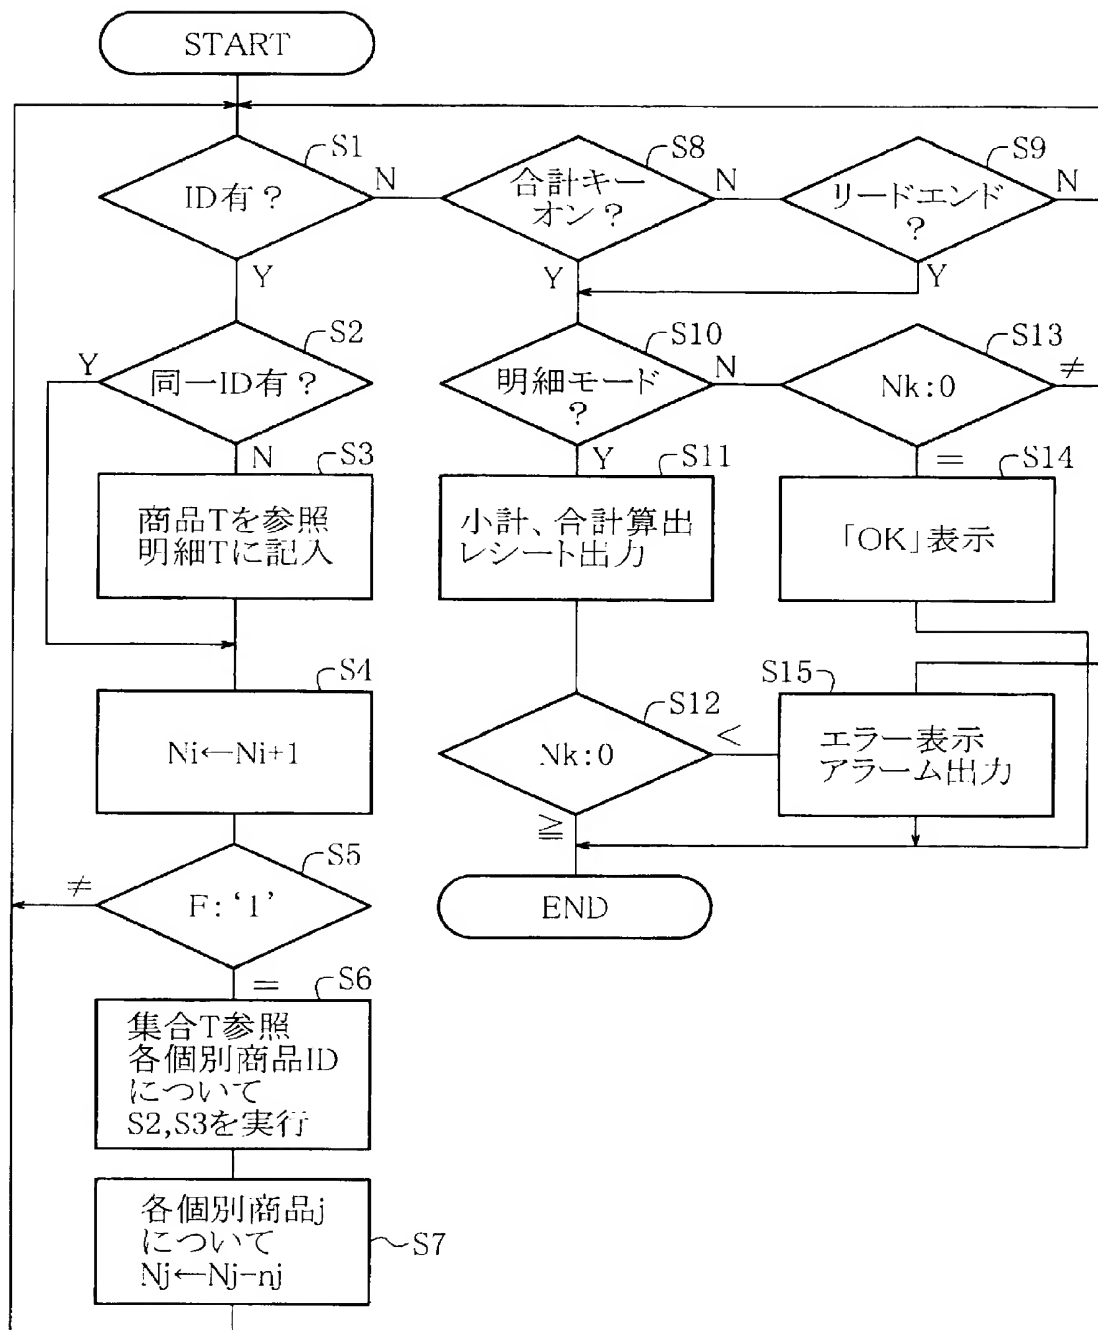 START
S1
ID有？
N
Y
S8
合計キー
オン？
N
Y
S9
リードエンド
？
N
Y
S2
同一ID有？
Y
N
S10
明細モード
？
N
Y
S13
Nk:0
≠
=
S3
商品Tを参照
明細Tに記入
S11
小計、合計算出
レシート出力
S14
「OK」表示
S4
Ni←Ni+1
S12
Nk:0
<
≧
S15
エラー表示
アラーム出力
S5
F:‘1’
≠
=
END
S6
集合T参照
各個別商品ID
について
S2,S3を実行
S7
各個別商品j
について
Nj←Nj-nj